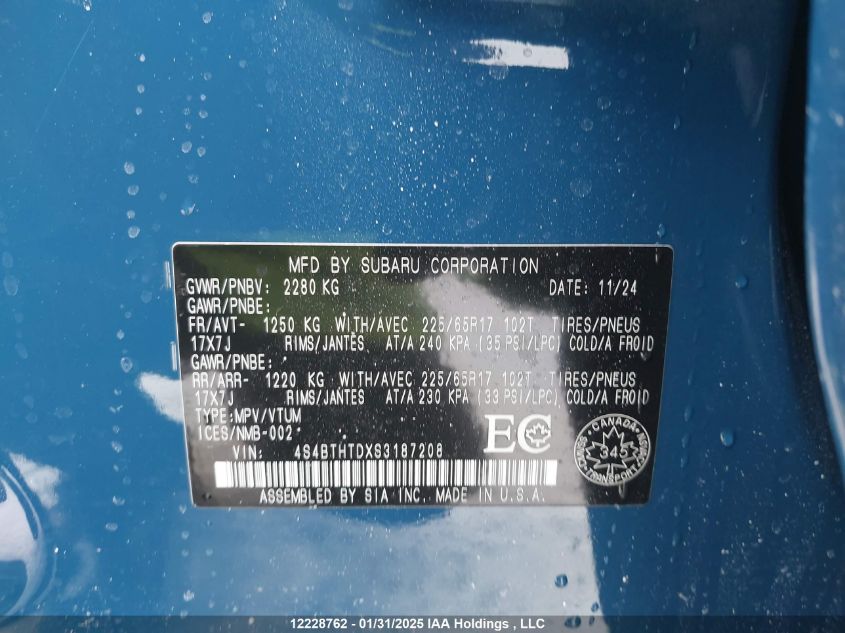 MFD BY SUBARU CORPORATION
GVWR/PNBV: 2280 KG DATE: 11/24
GAWR/PNBE:
FR/AVT- 1250 KG WITH/AVEC 225/65R17 102T TIRES/PNEUS
17X7J RIMS/JANTES AT/A 240 KPA (35 PSI/LPC) COLD/A FROID
GAWR/PNBE:
RR/ARR- 1220 KG WITH/AVEC 225/65R17 102T TIRES/PNEUS
17X7J RIMS/JANTES AT/A 230 KPA (33 PSI/LPC) COLD/A FROID
TYPE:MPV/VTUM
ICES/NMB-002
EC
CANADA
345
TRANSPORT
VIN: 4S4BTHTDXS3187208
ASSEMBLED BY SIA INC. MADE IN U.S.A.
12228762 - 01/31/2025 IAA Holdings , LLC